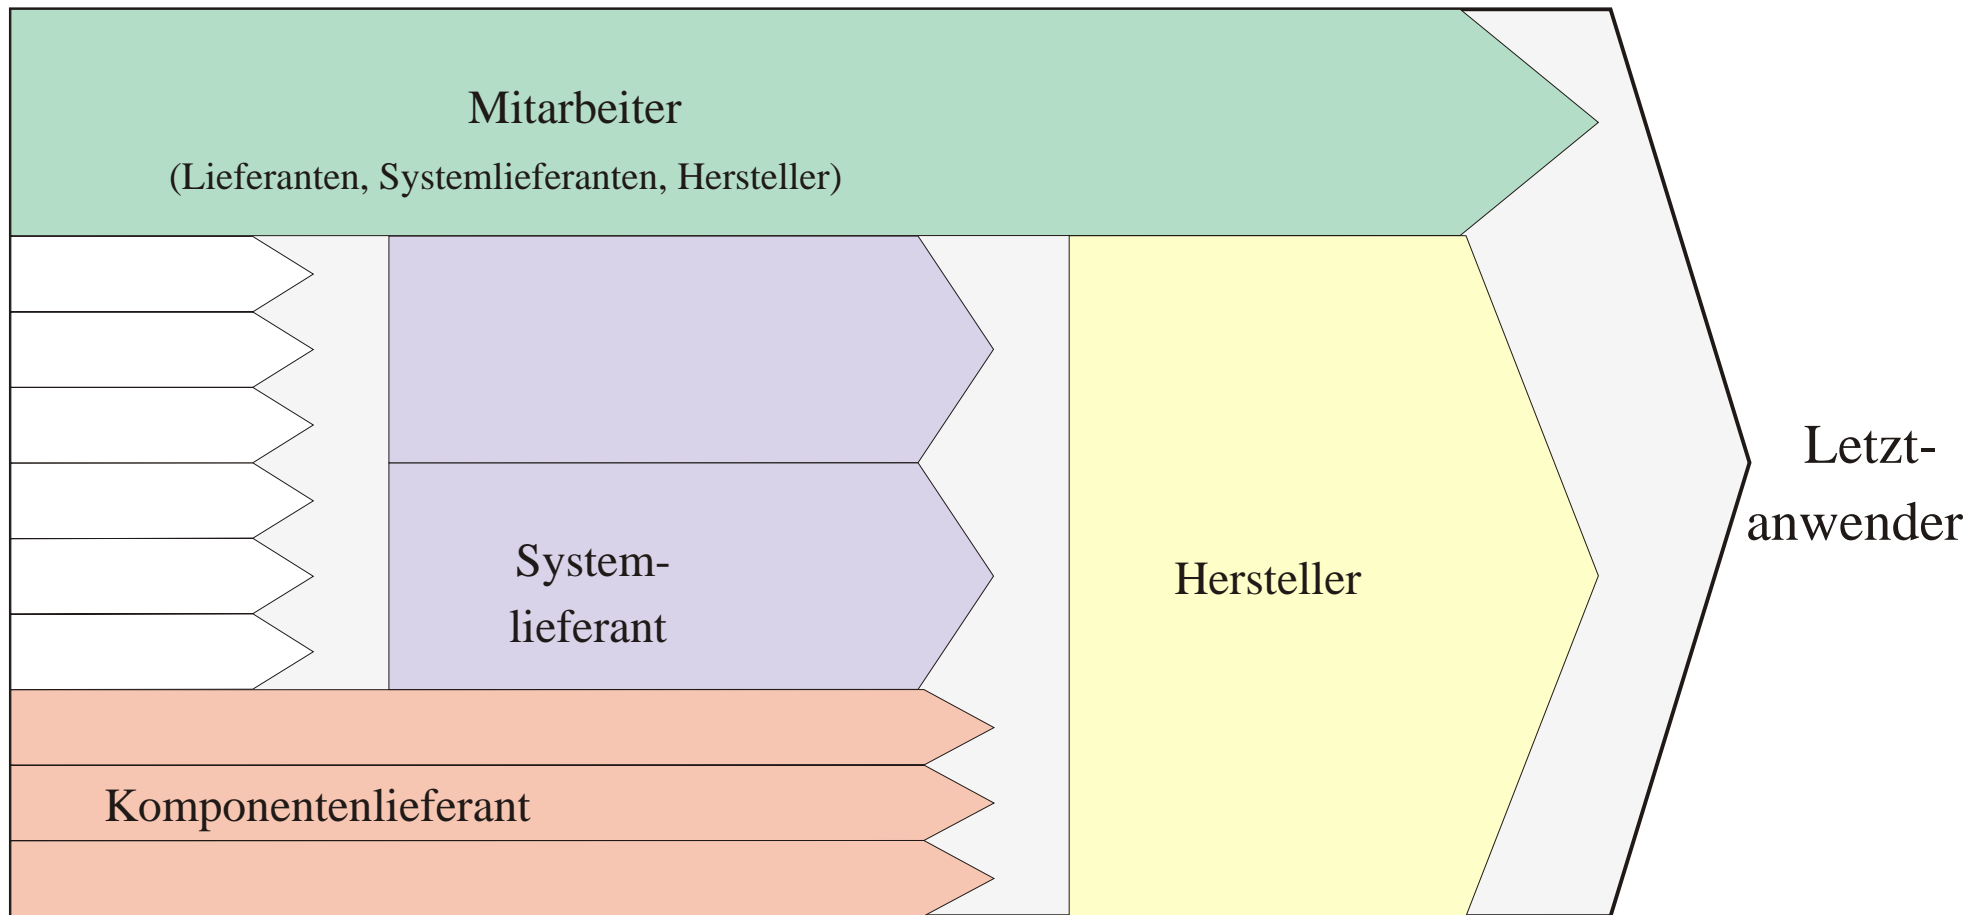 Mitarbeiter
(Lieferanten, Systemlieferanten, Hersteller)
System-
lieferant
Komponentenlieferant
Hersteller
Letzt-
anwender